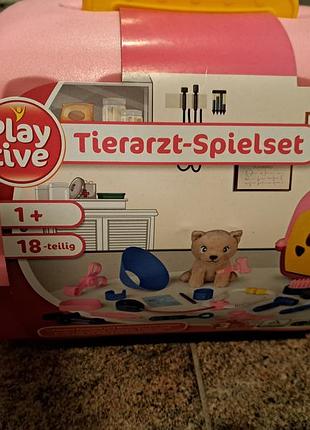 Play
tive
Tierarzt-Spielset
1+
18-teilig